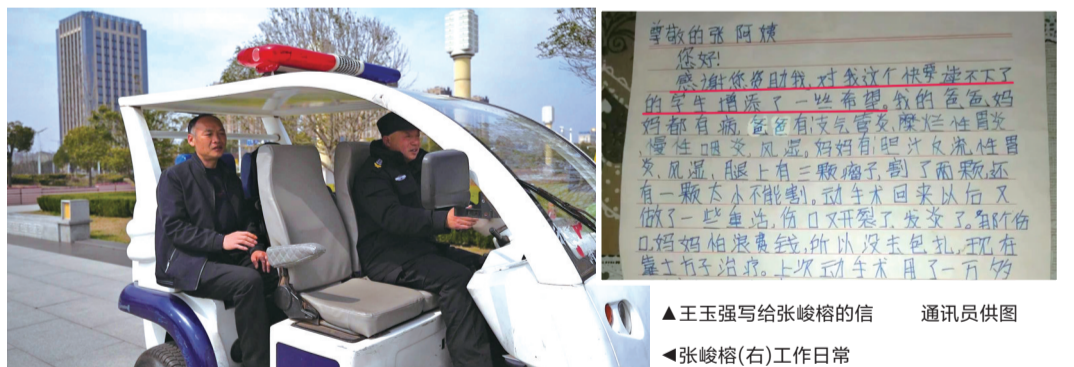 尊敬的张阿姨
您好!
感谢您资助我,对我这个快要读不大了
的学生增添了一些希望。我的爸爸妈
妈都有病,爸爸有,支气管炎,糜烂性胃炎
、慢性咽炎、风湿。妈妈有胆汁反流性胃
炎、风湿,腿上有三颗瘤子,割了两颗,还
有一颗太小不能割。动手术回来以后又
做了一些重活,伤口又开裂了,发炎了。那个伤
口,妈妈怕浪费钱,所以没去包扎,现在
靠土方子治疗。上次动手术用了一万多
▲王玉强写给张峻榕的信 通讯员供图
◀张峻榕(右)工作日常